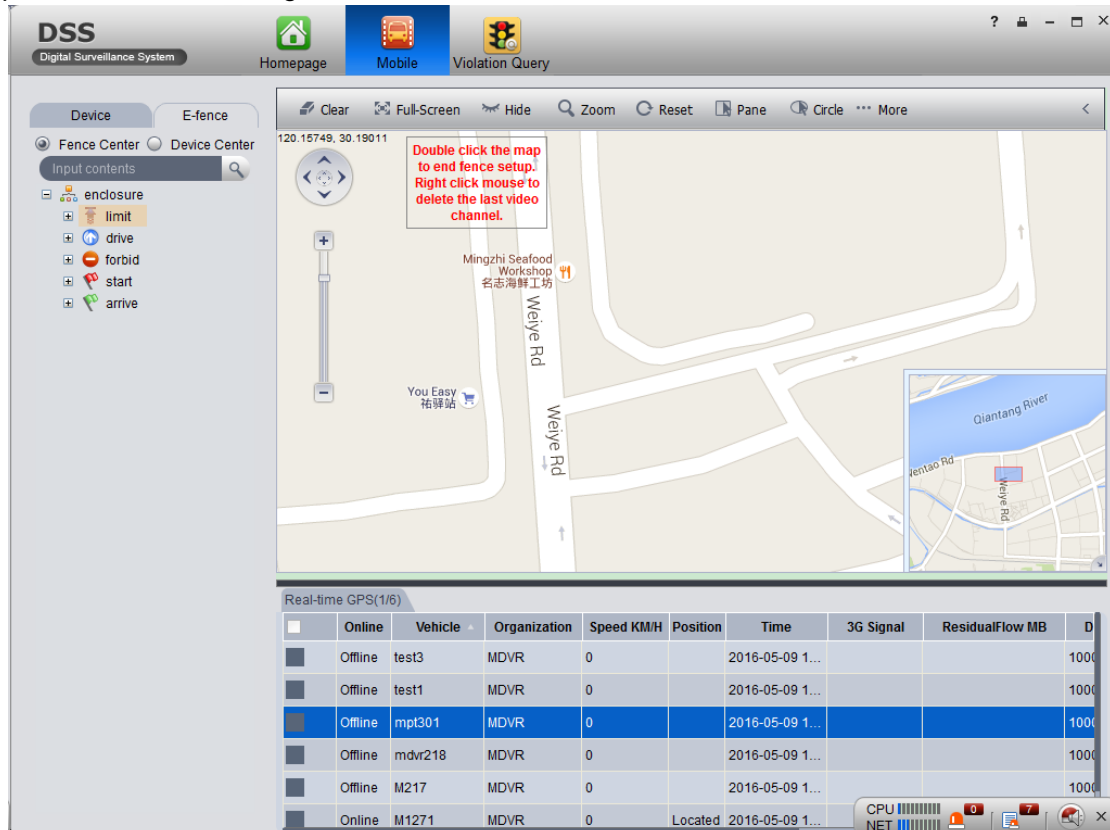 DSS
Digital Surveillance System
Homepage
Mobile
Violation Query
?
Device
E-fence
Fence Center
Device Center
Input contents
enclosure
limit
drive
forbid
start
arrive
Clear
Full-Screen
Hide
Zoom
Reset
Pane
Circle
More
120.15749, 30.19011
Double click the map
to end fence setup.
Right click mouse to
delete the last video
channel.
Mingzhi Seafood
Workshop
名志海鲜工坊
Weiye Rd
You Easy
祐驿站
Weiye Rd
Qiantang River
Wentao Rd
Weiye Rd
Real-time GPS(1/6)
Online Vehicle Organization Speed KM/H Position Time 3G Signal ResidualFlow MB D
Offline test3 MDVR 0 2016-05-09 1... 1000
Offline test1 MDVR 0 2016-05-09 1... 1000
Offline mpt301 MDVR 0 2016-05-09 1... 1000
Offline mdvr218 MDVR 0 2016-05-09 1... 1000
Offline M217 MDVR 0 2016-05-09 1... 1000
Online M1271 MDVR 0 Located 2016-05-09 1...
CPU
NET
0
7